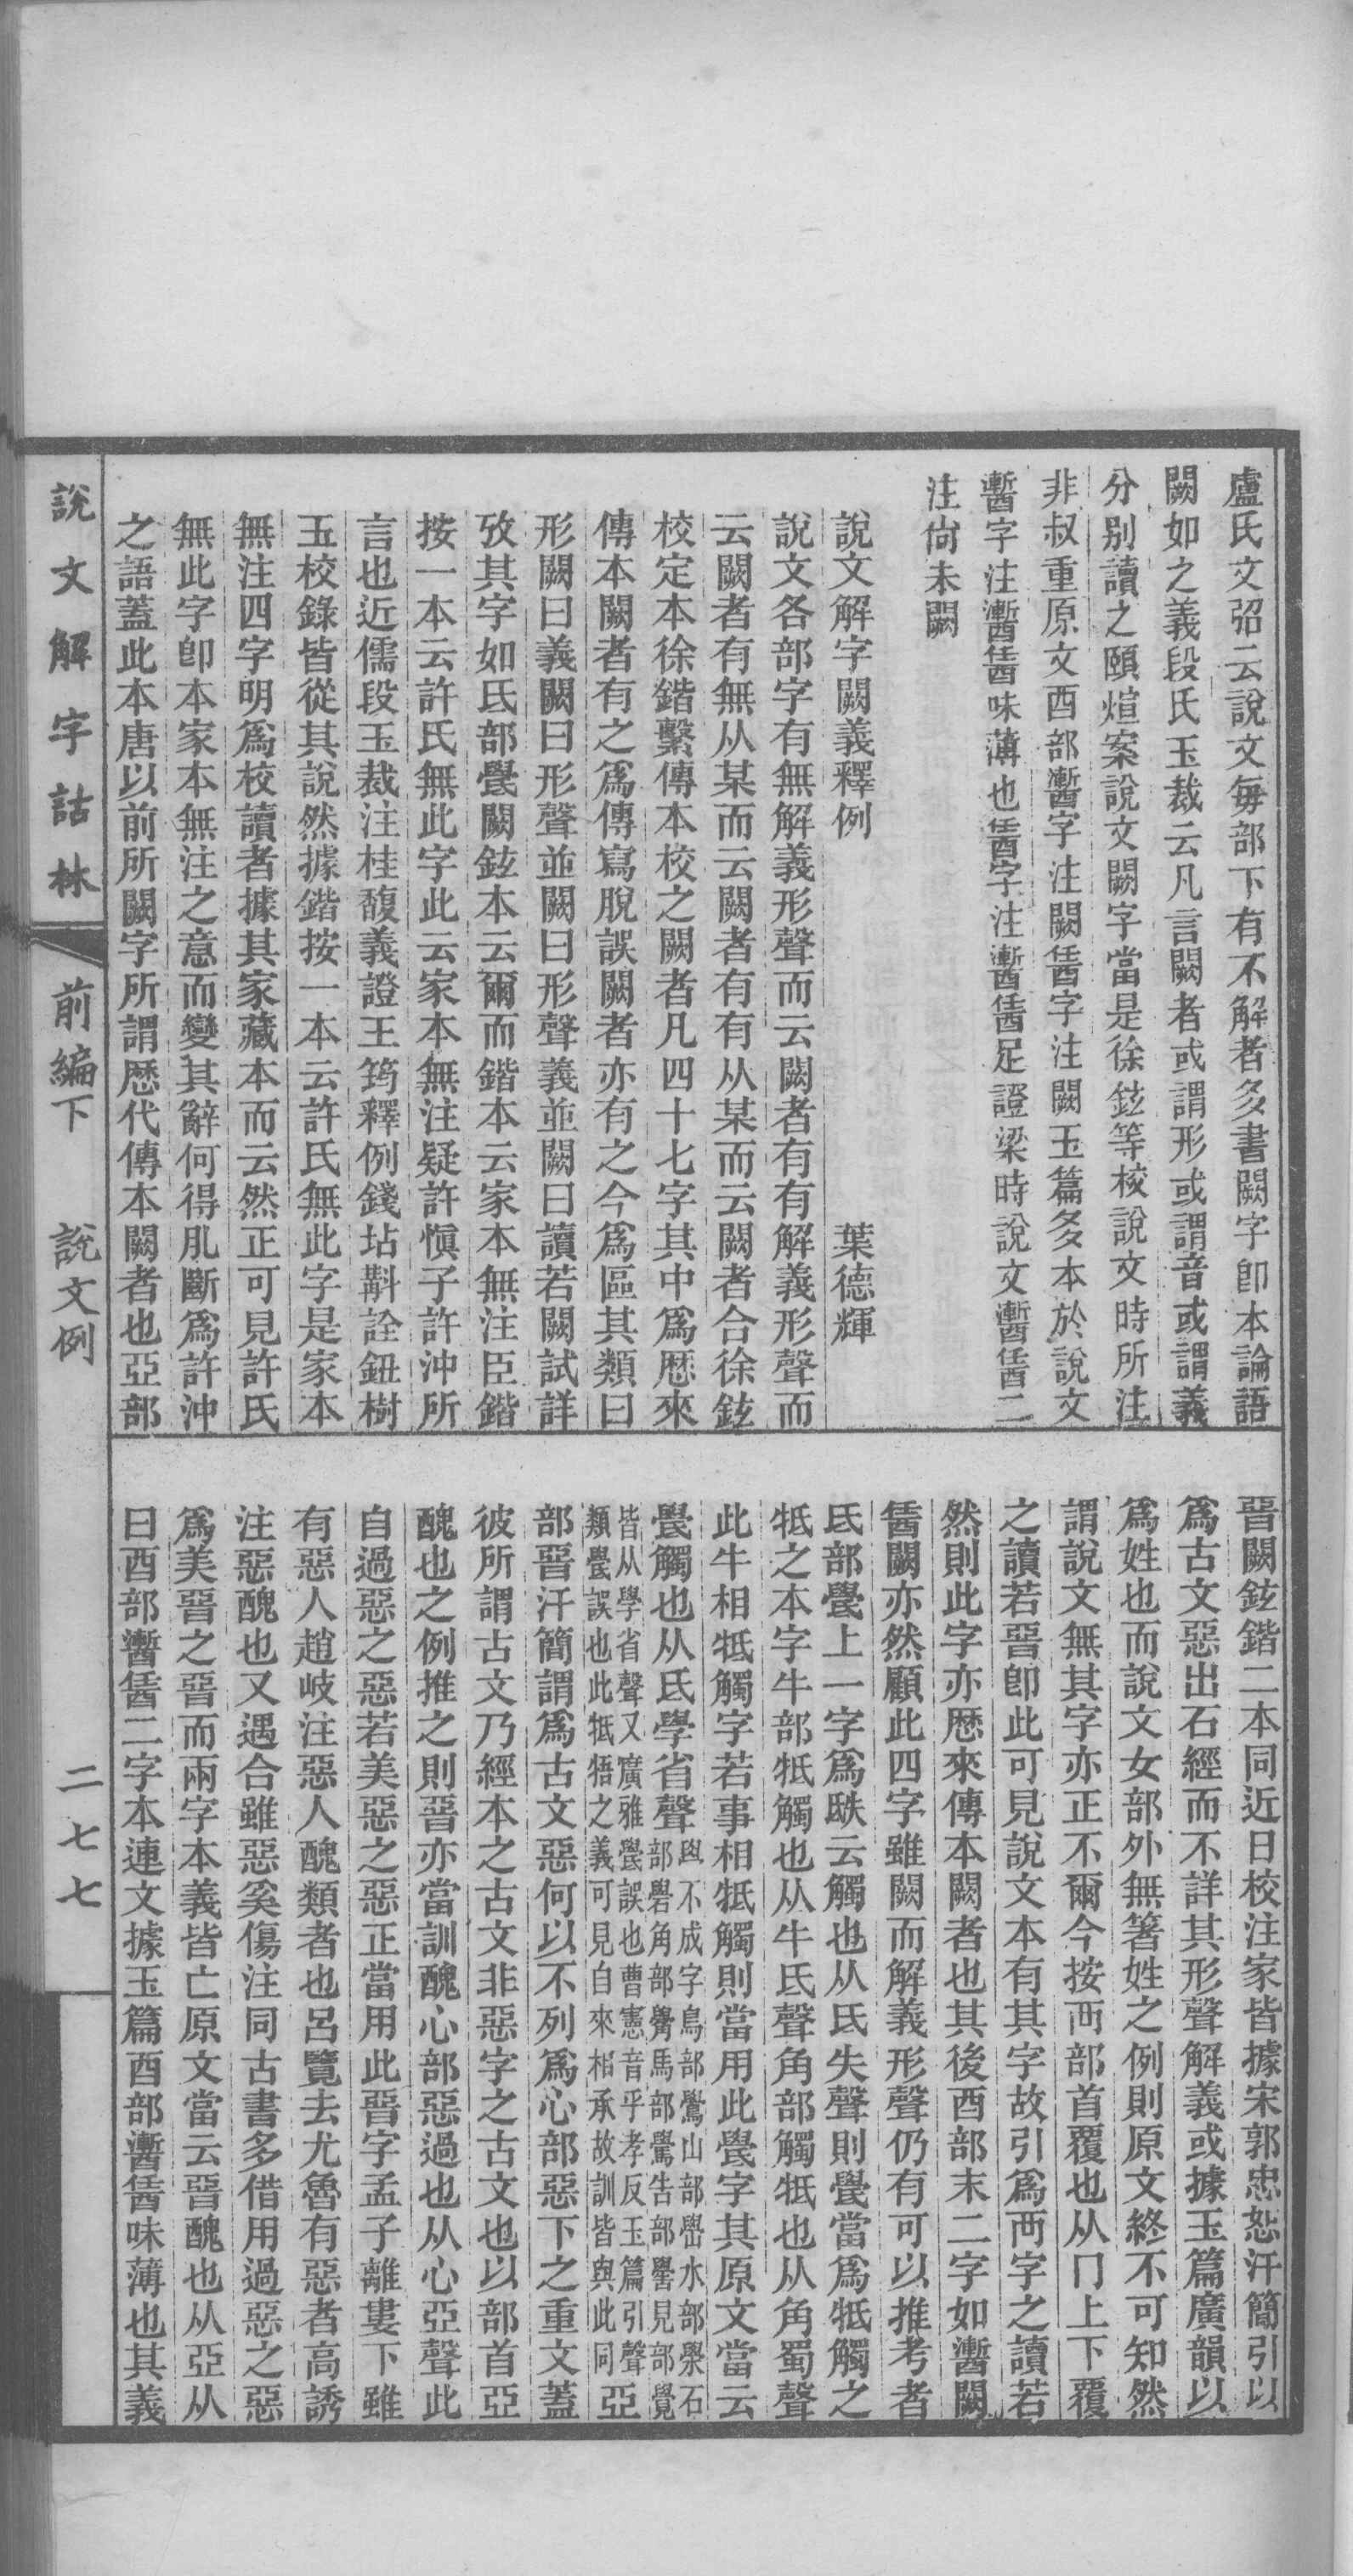 盧氏文弨云說文每部下有不解者多書闕字卽本論語
闕如之義段氏玉裁云凡言闕者或謂形或謂音或謂義
分別讀之頤煊案說文闕字當是徐鉉等校說文時所注
非叔重原文酉部䤔字注闕䤘字注闕玉篇多本於說文
䤔字注䤔䤘味薄也䤘字注䤔䤘足證梁時說文䤔䤘二
注尙未闕
說文解字闕義釋例 葉德輝
說文各部字有無解義形聲而云闕者有有解義形聲而
云闕者有無从某而云闕者有有从某而云闕者合徐鉉
校定本徐鍇繫傳本校之闕者凡四十七字其中爲歷來
傳本闕者有之爲傳寫脫誤闕者亦有之今爲區其類曰
形闕曰義闕曰形聲並闕曰形聲義並闕曰讀若闕試詳
攷其字如氐部𦥯闕鉉本云爾而鍇本云家本無注臣鍇
按一本云許氏無此字此云家本無注疑許愼子許沖所
言也近儒段玉裁注桂馥義證王筠釋例錢坫斠詮鈕樹
玉校錄皆從其說然據鍇按一本云許氏無此字是家本
無注四字明爲校讀者據其家藏本而云然正可見許氏
無此字卽本家本無注之意而變其辭何得肊斷爲許沖
之語蓋此本唐以前所闕字所謂歷代傳本闕者也亞部
𣊏闕鉉鍇二本同近日校注家皆據宋郭忠恕汗簡引以
爲古文惡出石經而不詳其形聲解義或據玉篇廣韻以
爲姓也而說文女部外無箸姓之例則原文終不可知然
謂說文無其字亦正不爾今按襾部首覆也从冂上下覆
之讀若𣊏卽此可見說文本有其字故引爲襾字之讀若
然則此字亦歷來傳本闕者也其後酉部末二字如䤔闕
䤘闕亦然顧此四字雖闕而解義形聲仍有可以推考者
氐部𦥯上一字爲𣧑云觸也从氐失聲則𦥯當爲牴觸之
牴之本字牛部牴觸也从牛氐聲角部觸牴也从角蜀聲
此牛相牴觸字若事相牴觸則當用此𦥯字其原文當云
𦥯觸也从氐學省聲𦥑不成字鳥部鷽山部嶨水部澩石
部礐角部觷馬部𩦡告部嚳見部覺
皆从學省聲又廣雅𦥯誤也曹憲音乎孝反玉篇引聲
類𦥯誤也此牴牾之義可見自來相承故訓皆與此同亞
部𣊏汗簡謂爲古文惡何以不列爲心部惡下之重文蓋
彼所謂古文乃經本之古文非惡字之古文也以部首亞
醜也之例推之則𣊏亦當訓醜心部惡過也从心亞聲此
自過惡之惡若美惡之惡正當用此𣊏字孟子離婁下雖
有惡人趙岐注惡人醜類者也呂覽去尤魯有惡者高誘
注惡醜也又遇合雖惡奚傷注同古書多借用過惡之惡
爲美𣊏之𣊏而兩字本義皆亡原文當云𣊏醜也从亞从
曰酉部䤔䤘二字本連文據玉篇酉部䤔䤘味薄也其義
說文解字詁林
前編下 說文例
二七七